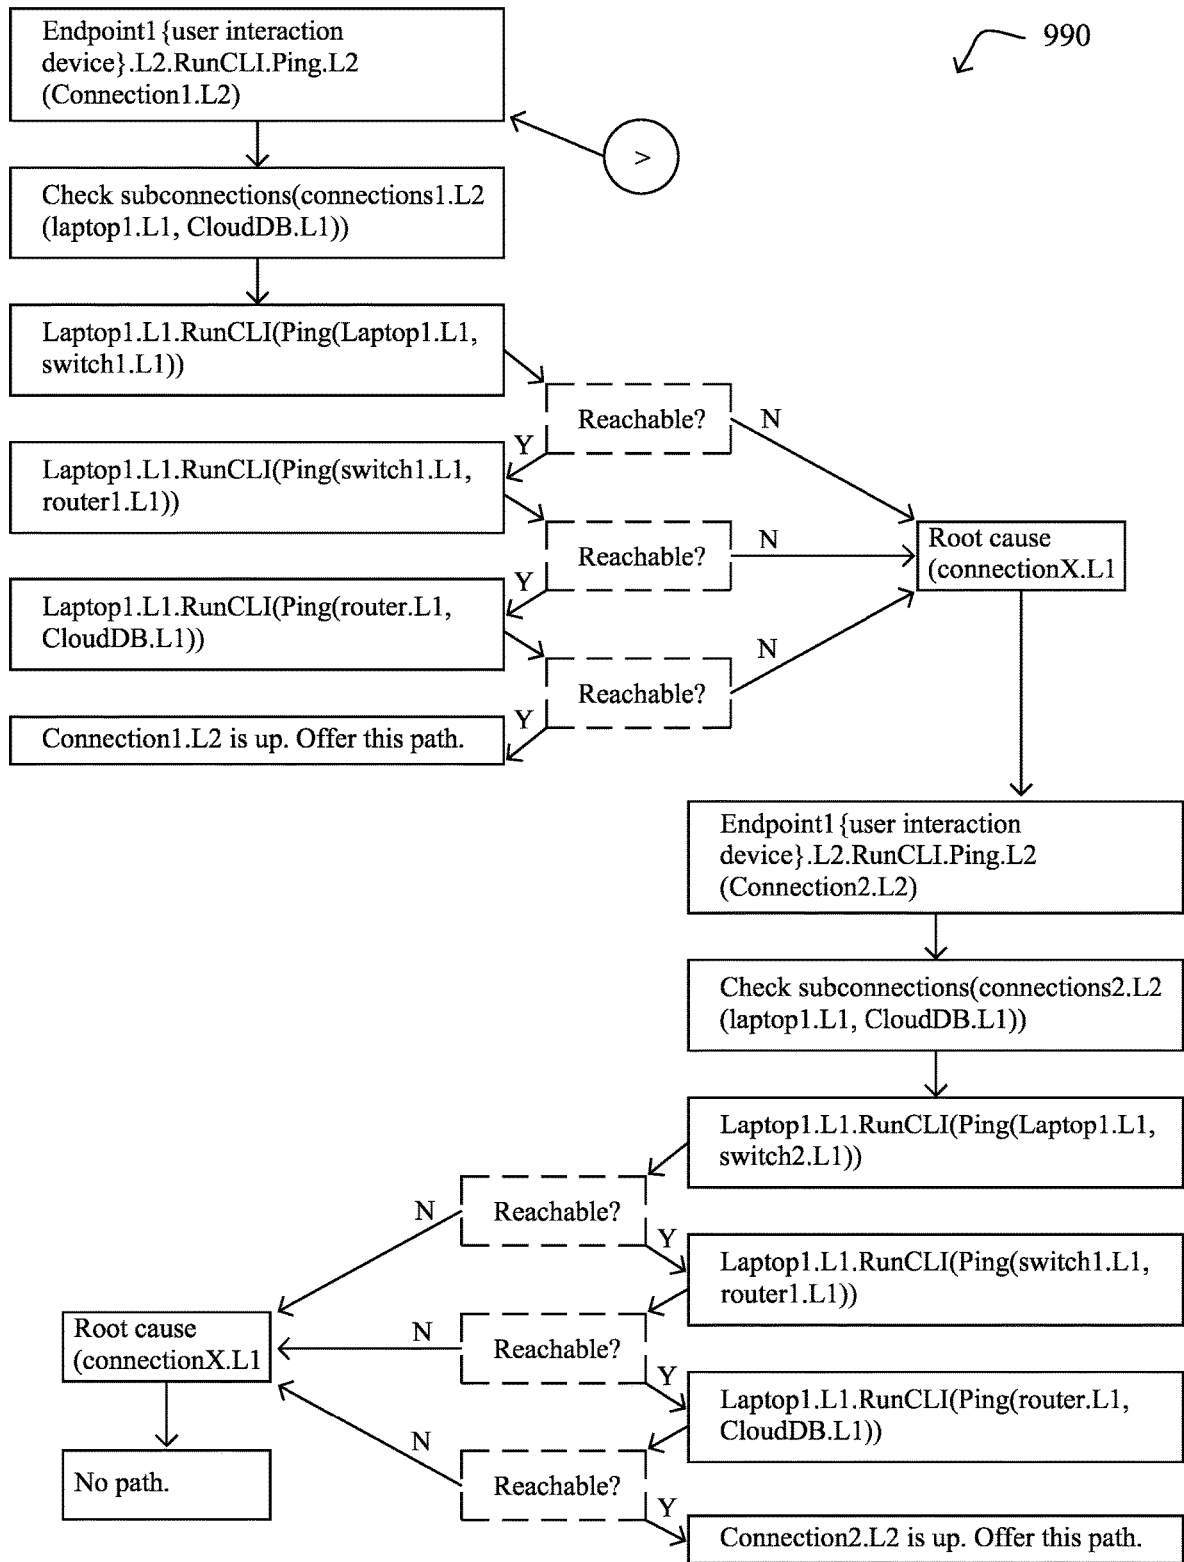 990
Endpoint1{user interaction
device}.L2.RunCLI.Ping.L2
(Connection1.L2)
>
Check subconnections(connections1.L2
(laptop1.L1, CloudDB.L1))
Laptop1.L1.RunCLI(Ping(Laptop1.L1,
switch1.L1))
Reachable?
N
Y
Laptop1.L1.RunCLI(Ping(switch1.L1,
router1.L1))
Reachable?
N
Y
Root cause
(connectionX.L1
Laptop1.L1.RunCLI(Ping(router.L1,
CloudDB.L1))
Reachable?
N
Y
Connection1.L2 is up. Offer this path.
Endpoint1{user interaction
device}.L2.RunCLI.Ping.L2
(Connection2.L2)
Check subconnections(connections2.L2
(laptop1.L1, CloudDB.L1))
Laptop1.L1.RunCLI(Ping(Laptop1.L1,
switch2.L1))
Reachable?
N
Y
Laptop1.L1.RunCLI(Ping(switch1.L1,
router1.L1))
Reachable?
N
Y
Root cause
(connectionX.L1
Laptop1.L1.RunCLI(Ping(router.L1,
CloudDB.L1))
Reachable?
N
Y
No path.
Connection2.L2 is up. Offer this path.